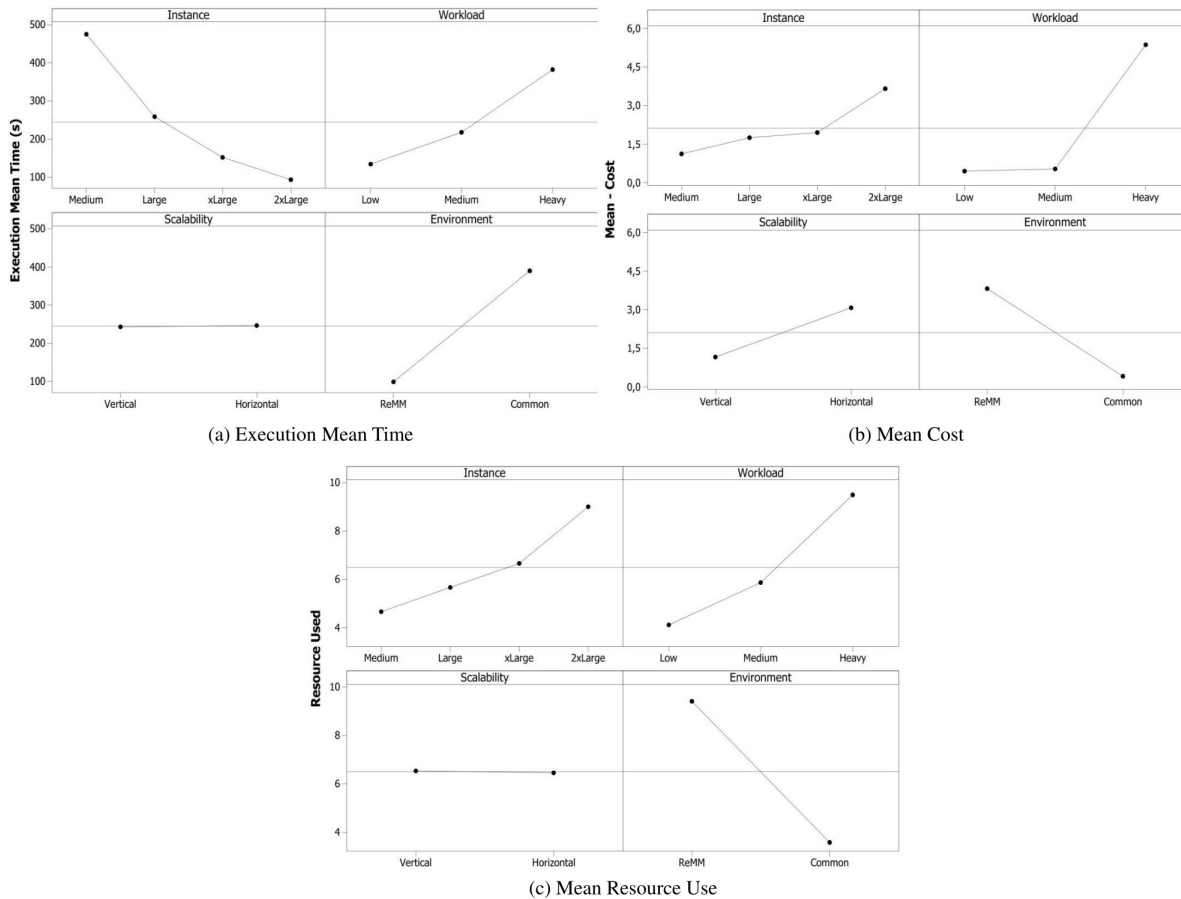 Instance Workload
Execution Mean Time (s)
500
400
300
200
100
Medium Large xLarge 2xLarge Low Medium Heavy
Scalability Environment
500
400
300
200
100
Vertical Horizontal ReMM Common
(a) Execution Mean Time
Instance Workload
Mean - Cost
6,0
4,5
3,0
1,5
0,0
Medium Large xLarge 2xLarge Low Medium Heavy
Scalability Environment
6,0
4,5
3,0
1,5
0,0
Vertical Horizontal ReMM Common
(b) Mean Cost
Instance Workload
Resource Used
10
8
6
4
Medium Large xLarge 2xLarge Low Medium Heavy
Scalability Environment
10
8
6
4
Vertical Horizontal ReMM Common
(c) Mean Resource Use